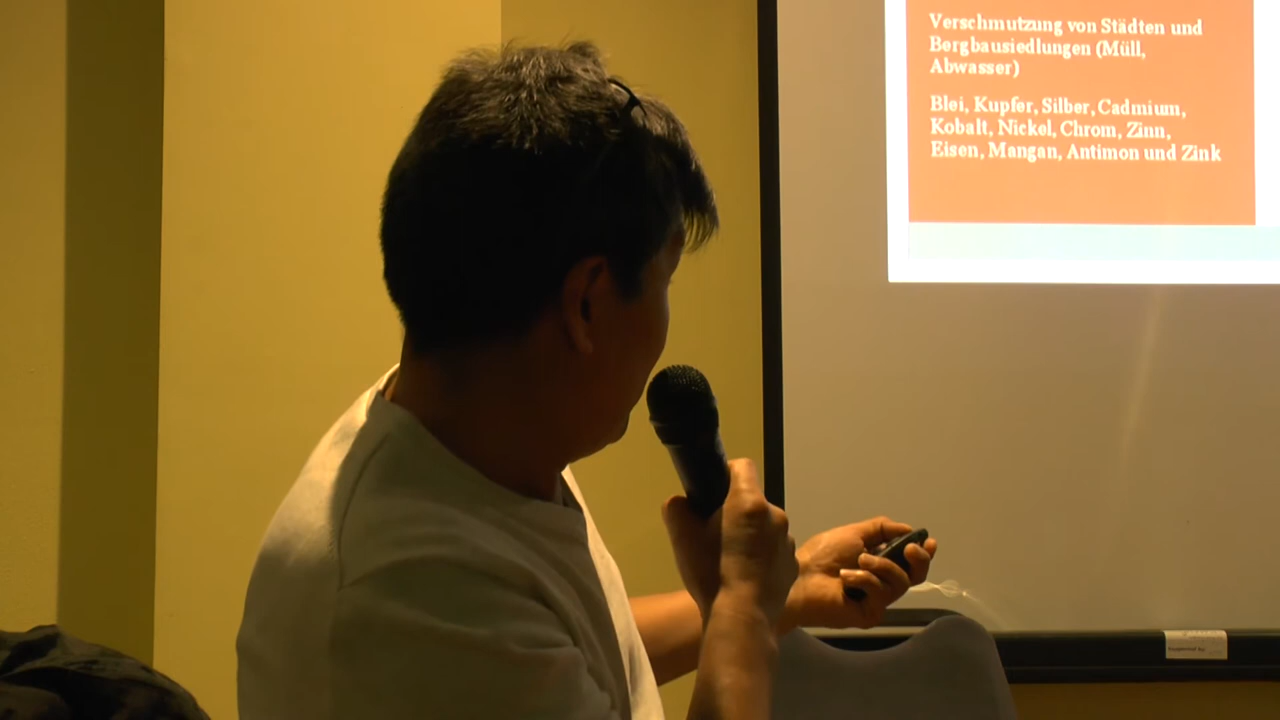 Verschmutzung von Städten und
Bergbausiedlungen (Müll,
Abwasser)
Blei, Kupfer, Silber, Cadmium,
Kobalt, Nickel, Chrom, Zinn,
Eisen, Mangan, Antimon und Zink